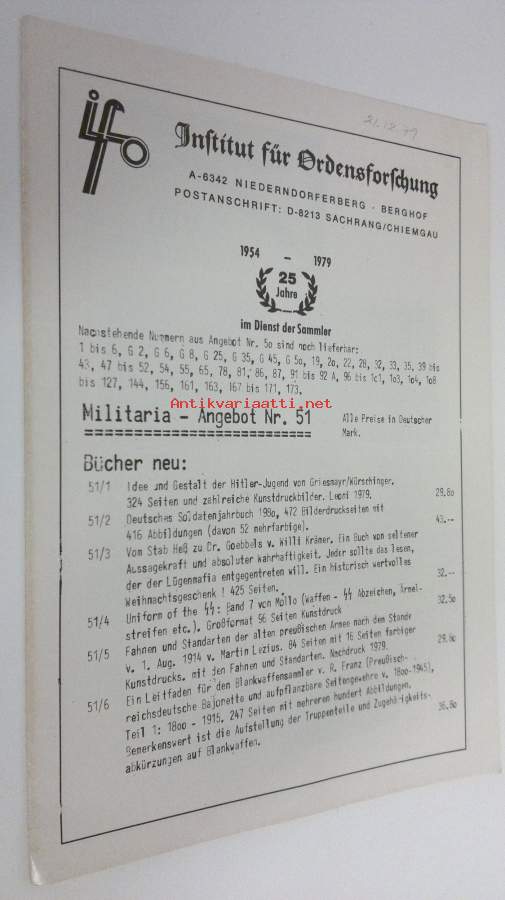 21.12.79
ifo
Institut für Ordensforschung
A-6342 NIEDERNDORFERBERG · BERGHOF
POSTANSCHRIFT: D-8213 SACHRANG/CHIEMGAU
1954 – 1979
25
Jahre
im Dienst der Sammler
Nachstehende Nummern aus Angebot Nr. 5o sind noch lieferbar:
1 bis 6, G 2, G 6, G 8, G 25, G 35, G 45, G 5o, 19, 2o, 22, 28, 32, 33, 35, 39 bis
43, 47 bis 52, 54, 55, 65, 78, 81, 86, 87, 91 bis 92 A, 96 bis 1o1, 1o3, 1o4, 1o8
bis 127, 144, 156, 161, 163, 167 bis 171, 173.
Antikvariaatti.net
Militaria – Angebot Nr. 51
Alle Preise in Deutscher
Mark.
Bücher neu:
51/1 Idee und Gestalt der Hitler-Jugend von Griesmayr/Würschinger.
324 Seiten und zahlreiche Kunstdruckbilder. Leoni 1979. 29.8o
51/2 Deutsches Soldatenjahrbuch 198o, 472 Bilderdruckseiten mit
416 Abbildungen (davon 52 mehrfarbige). 43.--
51/3 Vom Stab Heß zu Dr. Goebbels v. Willi Krämer. Ein Buch von seltener
Aussagekraft und absoluter Wahrhaftigkeit. Jeder sollte das lesen,
der der Lügenmafia entgegentreten will. Ein historisch wertvolles
Weihnachtsgeschenk ! 425 Seiten. 32.--
51/4 Uniform of the SS: Band 7 von Mollo (Waffen - SS Abzeichen, Ärmel-
streifen etc.). Großformat 56 Seiten Kunstdruck 32.5o
51/5 Fahnen und Standarten der alten preußischen Armee nach dem Stande
v. 1. Aug. 1914 v. Martin Lezius. 84 Seiten mit 16 Seiten farbiger
Kunstdrucks. mit den Fahnen und Standarten. Nachdruck 1979. 29.8o
51/6 Ein Leitfaden für den Blankwaffensammler v. R. Franz (Preußisch-
reichsdeutsche Bajonette und aufpflanzbare Seitengewehre v. 18oo-1945),
Teil 1: 18oo - 1915. 247 Seiten mit mehreren hundert Abbildungen.
Bemerkenswert ist die Aufstellung der Truppenteile und Zugehörigkeits-
abkürzungen auf Blankwaffen. 36.8o